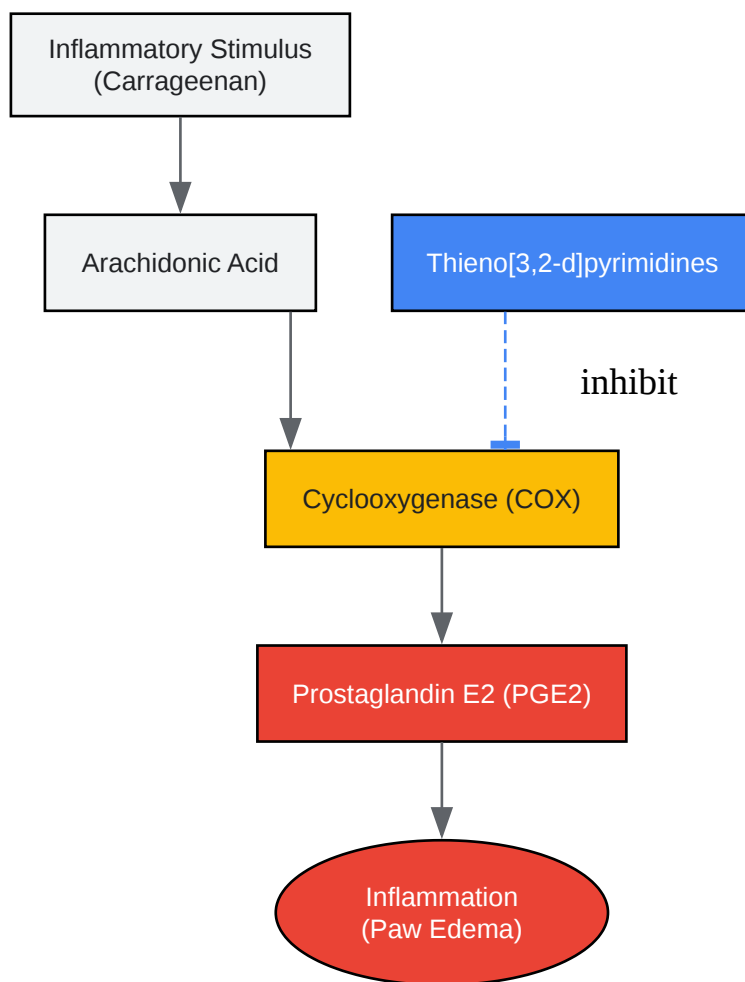 Inflammatory Stimulus
(Carrageenan)
Arachidonic Acid
Thieno[3,2-d]pyrimidines
inhibit
Cyclooxygenase (COX)
Prostaglandin E2 (PGE2)
Inflammation
(Paw Edema)